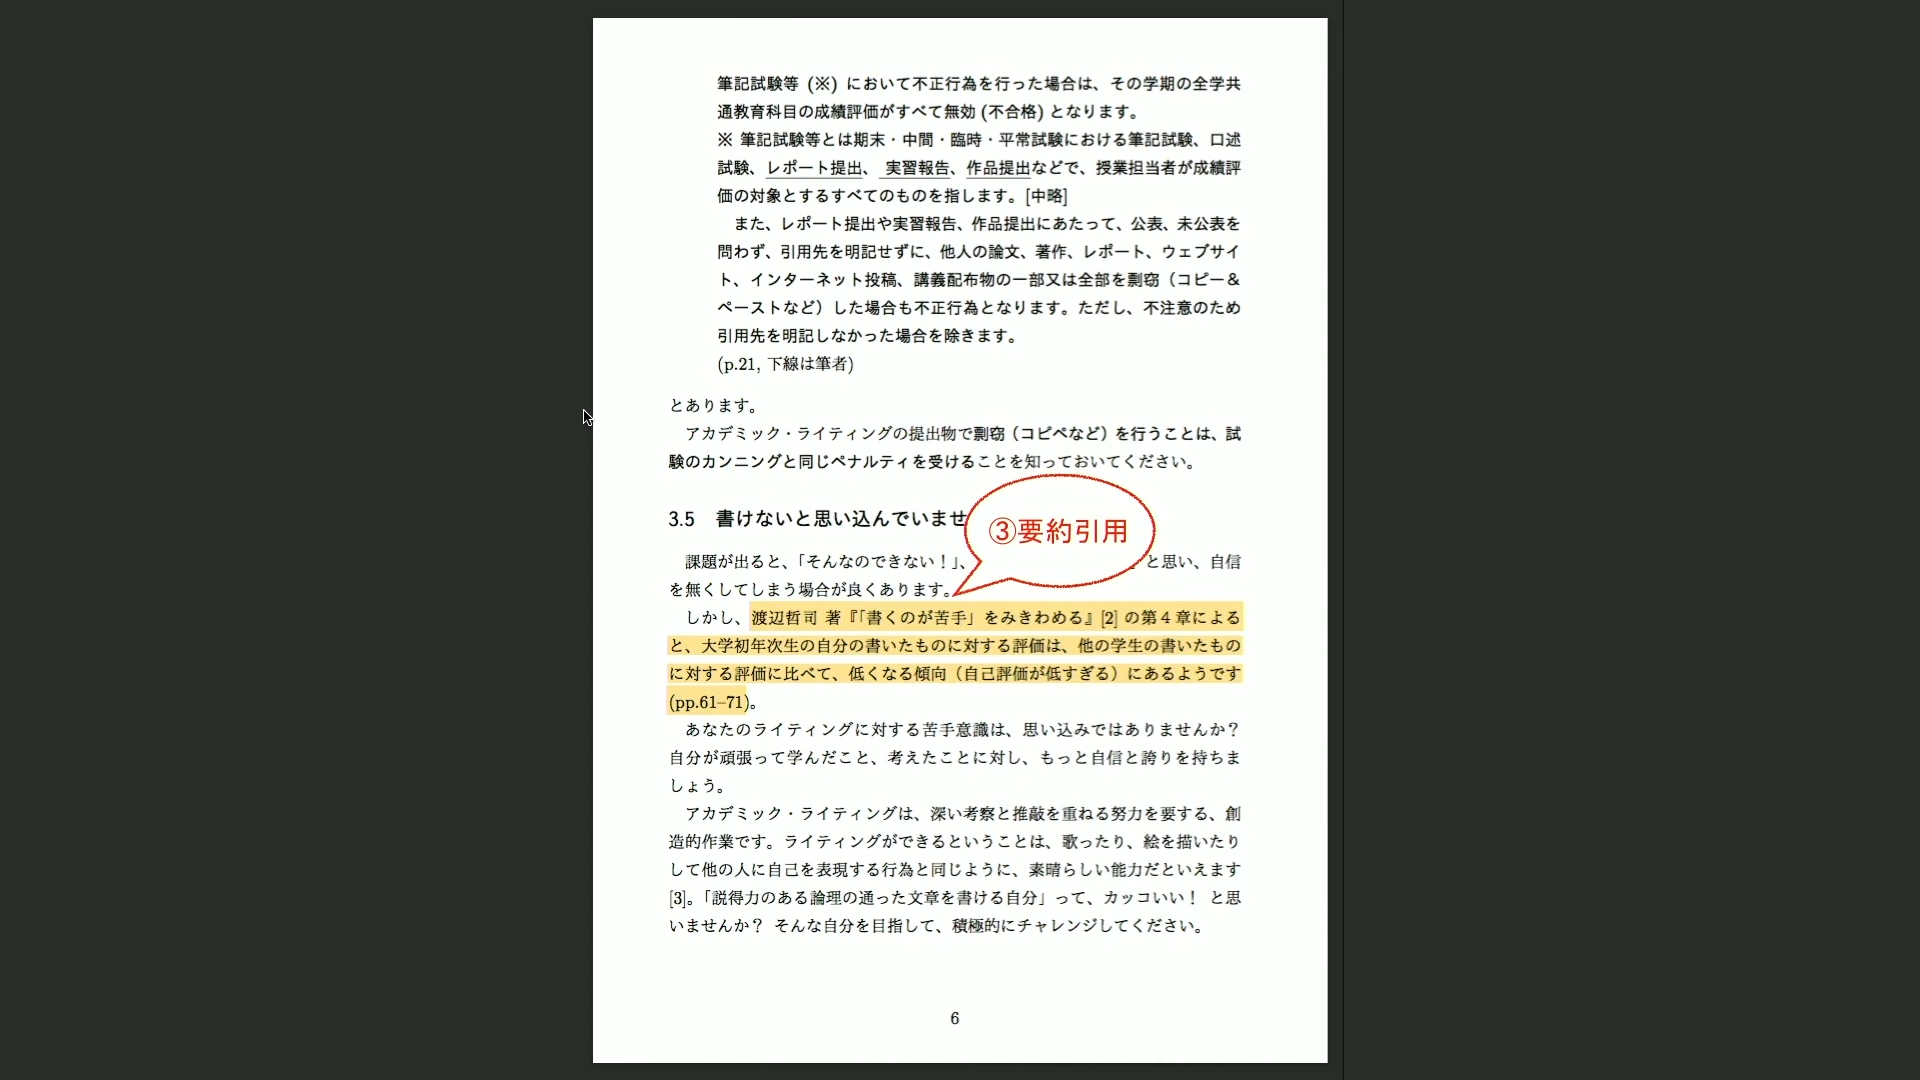 筆記試験等 (※) において不正行為を行った場合は、その学期の全学共
通教育科目の成績評価がすべて無効 (不合格) となります。
※ 筆記試験等とは期末・中間・臨時・平常試験における筆記試験、口述
試験、レポート提出、 実習報告、作品提出などで、授業担当者が成績評
価の対象とするすべてのものを指します。[中略]
また、レポート提出や実習報告、作品提出にあたって、公表、未公表を
問わず、引用先を明記せずに、他人の論文、著作、レポート、ウェブサイ
ト、インターネット投稿、講義配布物の一部又は全部を剽窃（コピー＆
ペーストなど）した場合も不正行為となります。ただし、不注意のため
引用先を明記しなかった場合を除きます。
(p.21, 下線は筆者)
とあります。
アカデミック・ライティングの提出物で剽窃（コピペなど）を行うことは、試
験のカンニングと同じペナルティを受けることを知っておいてください。
3.5 書けないと思い込んでいませ
③要約引用
課題が出ると、「そんなのできない！」、 」と思い、自信
を無くしてしまう場合が良くあります。
しかし、渡辺哲司 著『「書くのが苦手」をみきわめる』[2] の第４章による
と、大学初年次生の自分の書いたものに対する評価は、他の学生の書いたもの
に対する評価に比べて、低くなる傾向（自己評価が低すぎる）にあるようです
(pp.61–71)。
あなたのライティングに対する苦手意識は、思い込みではありませんか？
自分が頑張って学んだこと、考えたことに対し、もっと自信と誇りを持ちま
しょう。
アカデミック・ライティングは、深い考察と推敲を重ねる努力を要する、創
造的作業です。ライティングができるということは、歌ったり、絵を描いたり
して他の人に自己を表現する行為と同じように、素晴らしい能力だといえます
[3]。「説得力のある論理の通った文章を書ける自分」って、カッコいい！ と思
いませんか？ そんな自分を目指して、積極的にチャレンジしてください。
6